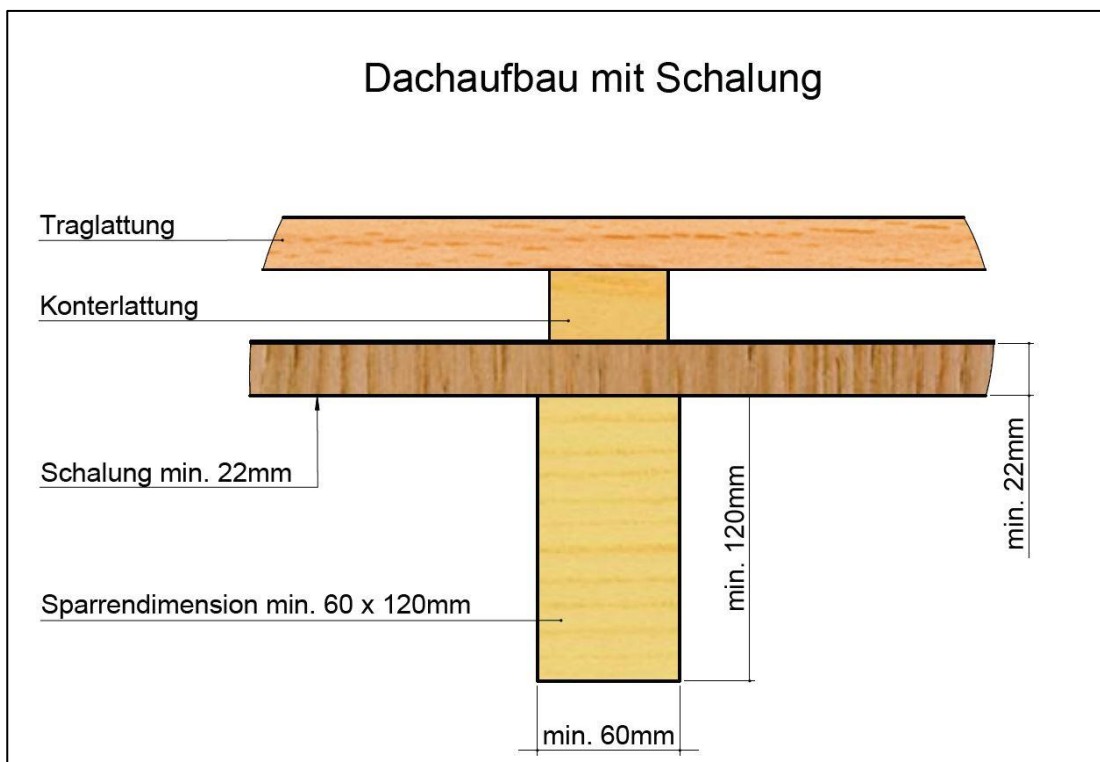 Dachaufbau mit Schalung
Traglattung
Konterlattung
Schalung min. 22mm
Sparrendimension min. 60 x 120mm
min. 120mm
min. 22mm
min. 60mm